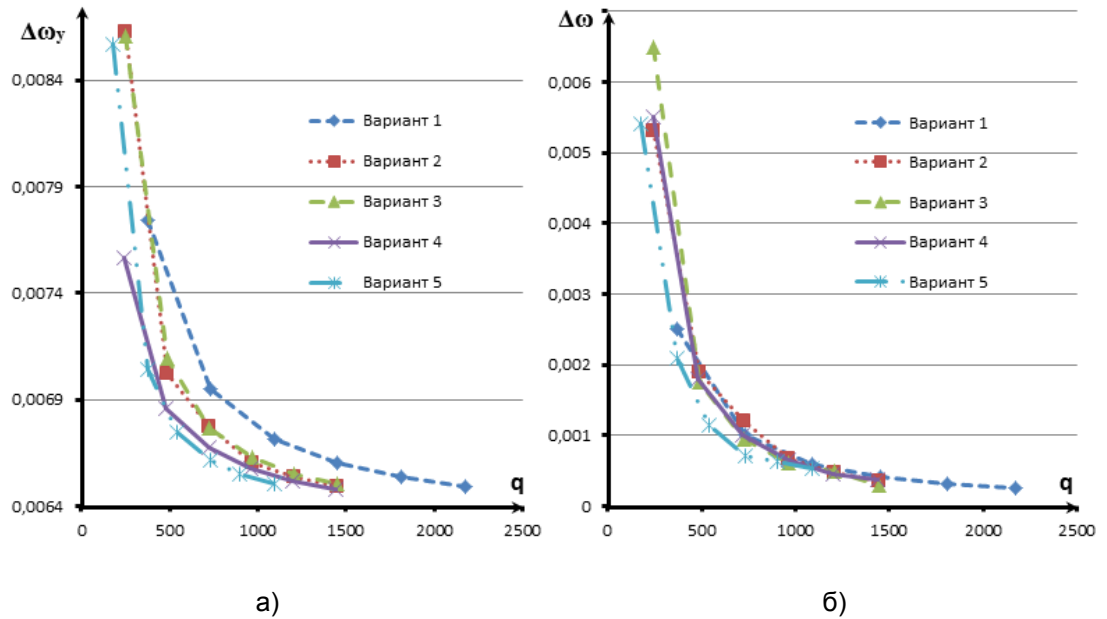 Δωᵧ
0,0084
0,0079
0,0074
0,0069
0,0064
0 500 1000 1500 2000 2500
q
Вариант 1
Вариант 2
Вариант 3
Вариант 4
Вариант 5
а)
Δω
0,006
0,005
0,004
0,003
0,002
0,001
0
0 500 1000 1500 2000 2500
q
Вариант 1
Вариант 2
Вариант 3
Вариант 4
Вариант 5
б)